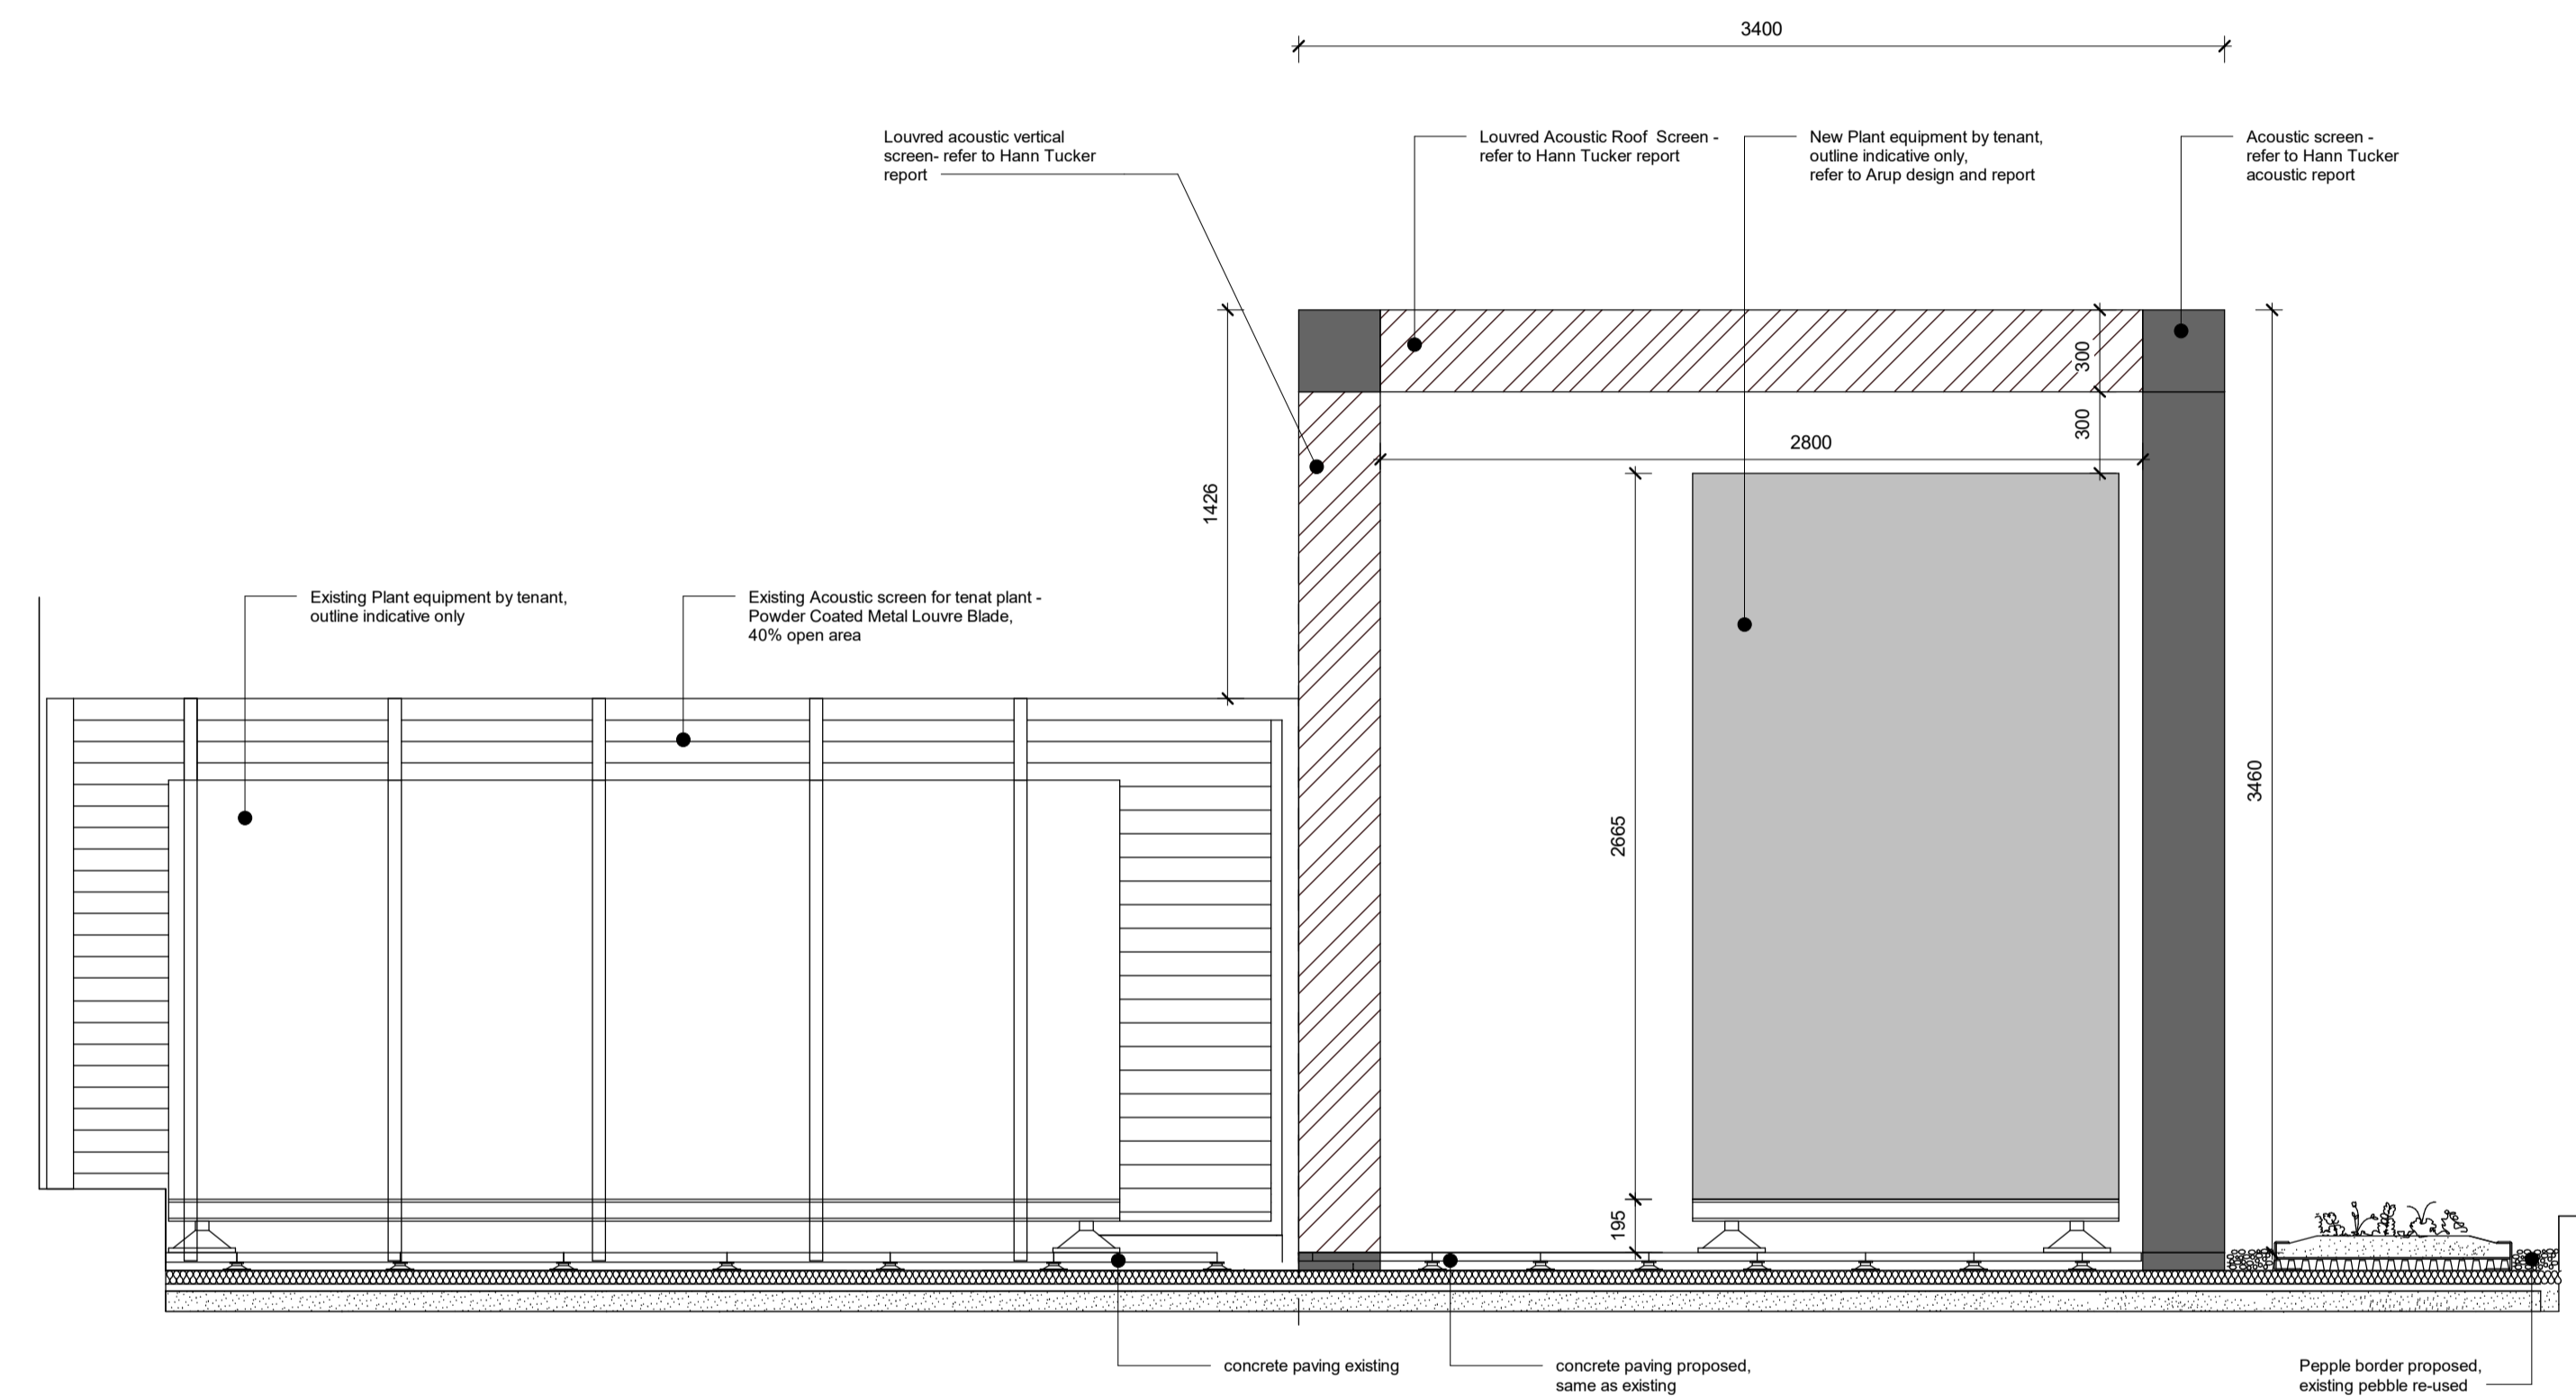 3400
Louvred acoustic vertical
screen- refer to Hann Tucker
report
Louvred Acoustic Roof Screen -
refer to Hann Tucker report
New Plant equipment by tenant,
outline indicative only,
refer to Arup design and report
Acoustic screen -
refer to Hann Tucker
acoustic report
300
300
2800
1426
Existing Plant equipment by tenant,
outline indicative only
Existing Acoustic screen for tenat plant -
Powder Coated Metal Louvre Blade,
40% open area
2665
3460
195
concrete paving existing
concrete paving proposed,
same as existing
Pepple border proposed,
existing pebble re-used